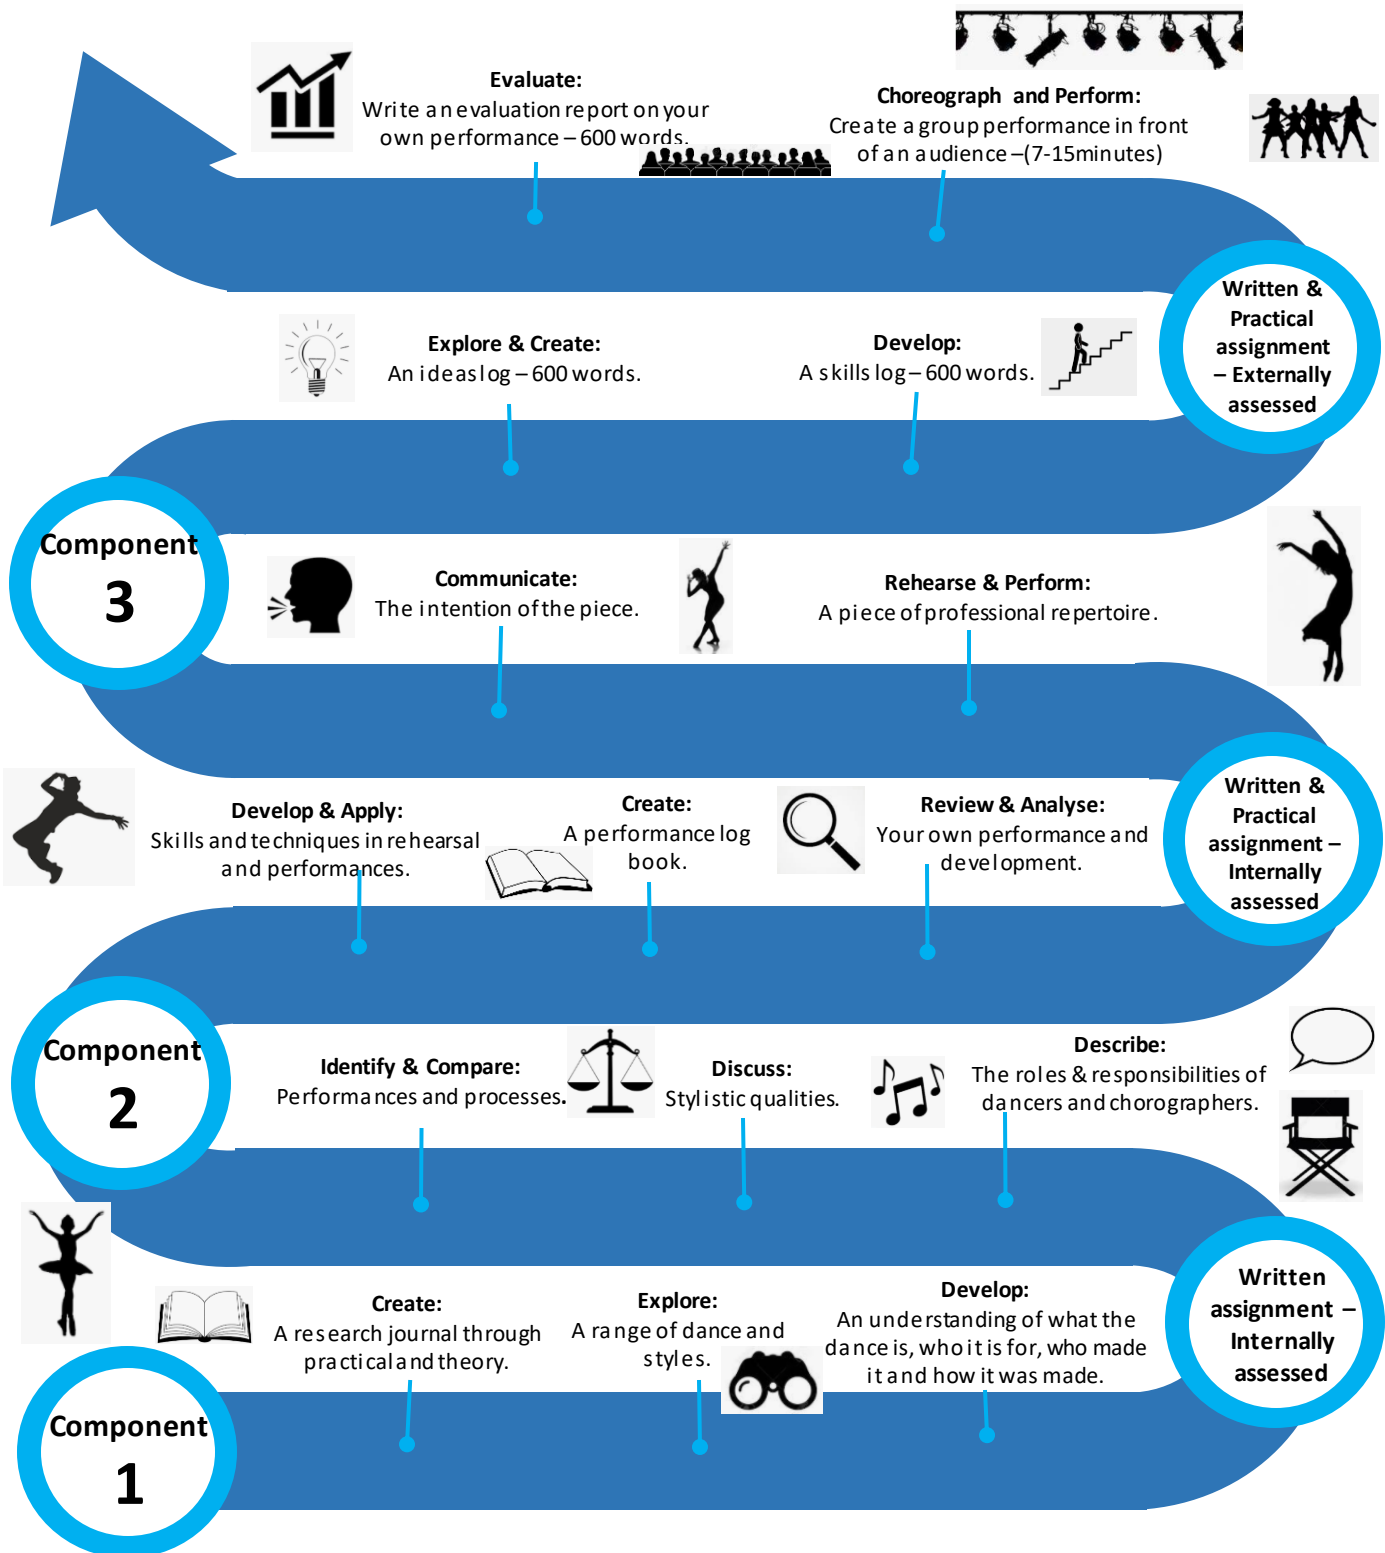 Evaluate:
Write an evaluation report on your
own performance – 600 words.
Choreograph and Perform:
Create a group performance in front
of an audience –(7-15minutes)
Written &
Practical
assignment
– Externally
assessed
Explore & Create:
An ideas log – 600 words.
Develop:
A skills log – 600 words.
Component
3
Communicate:
The intention of the piece.
Rehearse & Perform:
A piece of professional repertoire.
Written &
Practical
assignment –
Internally
assessed
Develop & Apply:
Skills and techniques in rehearsal
and performances.
Create:
A performance log
book.
Review & Analyse:
Your own performance and
development.
Component
2
Identify & Compare:
Performances and processes.
Discuss:
Stylistic qualities.
Describe:
The roles & responsibilities of
dancers and chorographers.
Written
assignment –
Internally
assessed
Create:
A research journal through
practical and theory.
Explore:
A range of dance and
styles.
Develop:
An understanding of what the
dance is, who it is for, who made
it and how it was made.
Component
1